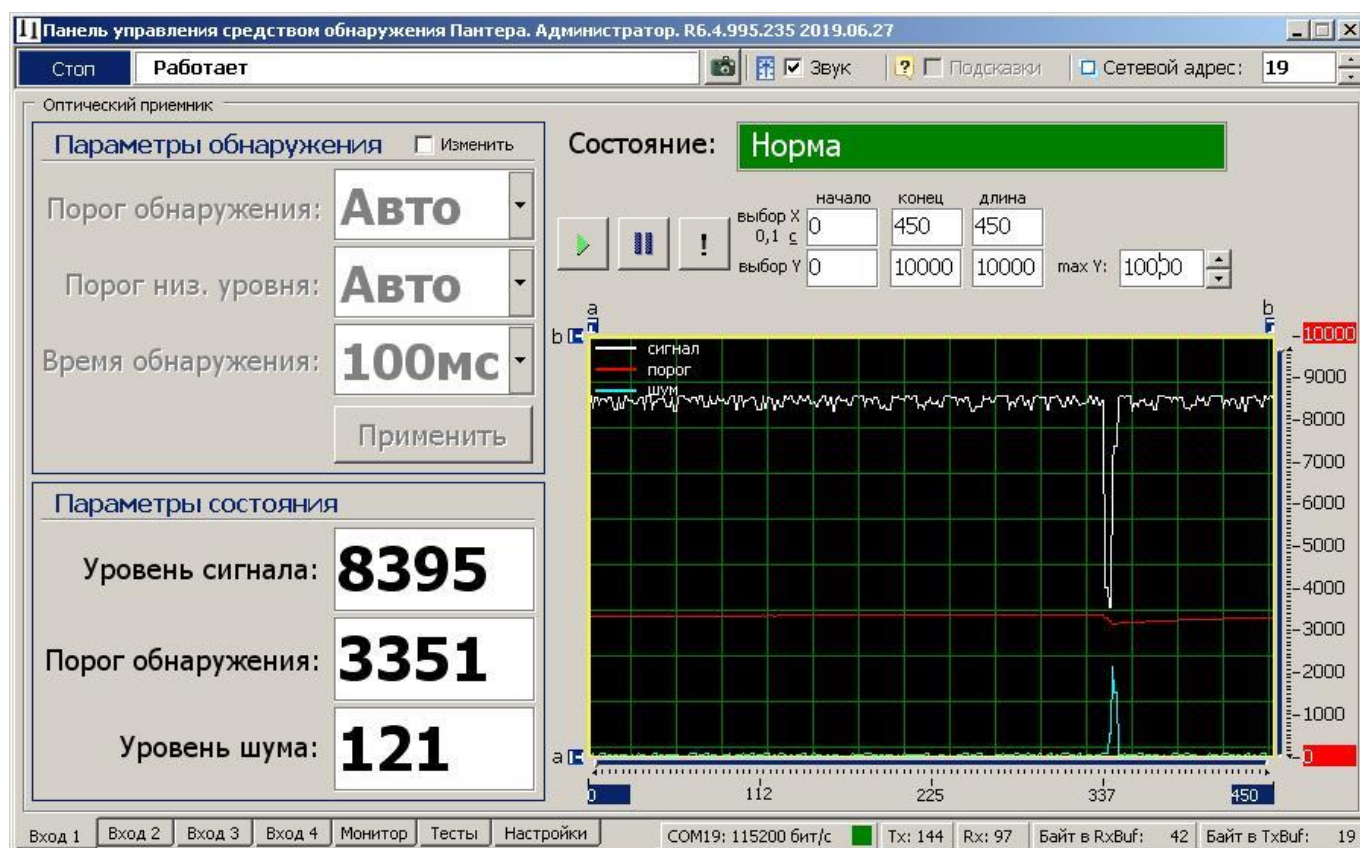 Панель управления средством обнаружения Пантера. Администратор. R6.4.995.235 2019.06.27
Стоп Работает Звук Подсказки Сетевой адрес: 19
Оптический приемник
Параметры обнаружения Изменить
Порог обнаружения: Авто
Порог низ. уровня: Авто
Время обнаружения: 100мс
Применить
Параметры состояния
Уровень сигнала: 8395
Порог обнаружения: 3351
Уровень шума: 121
Состояние: Норма
начало конец длина
выбор X 0 450 450
0,1 с
выбор Y 0 10000 10000 max Y: 10000
a b
b
сигнал
порог
шум
10000
9000
8000
7000
6000
5000
4000
3000
2000
1000
0
a
0 112 225 337 450
Вход 1 Вход 2 Вход 3 Вход 4 Монитор Тесты Настройки COM19: 115200 бит/с Tx: 144 Rx: 97 Байт в RxBuf: 42 Байт в TxBuf: 19